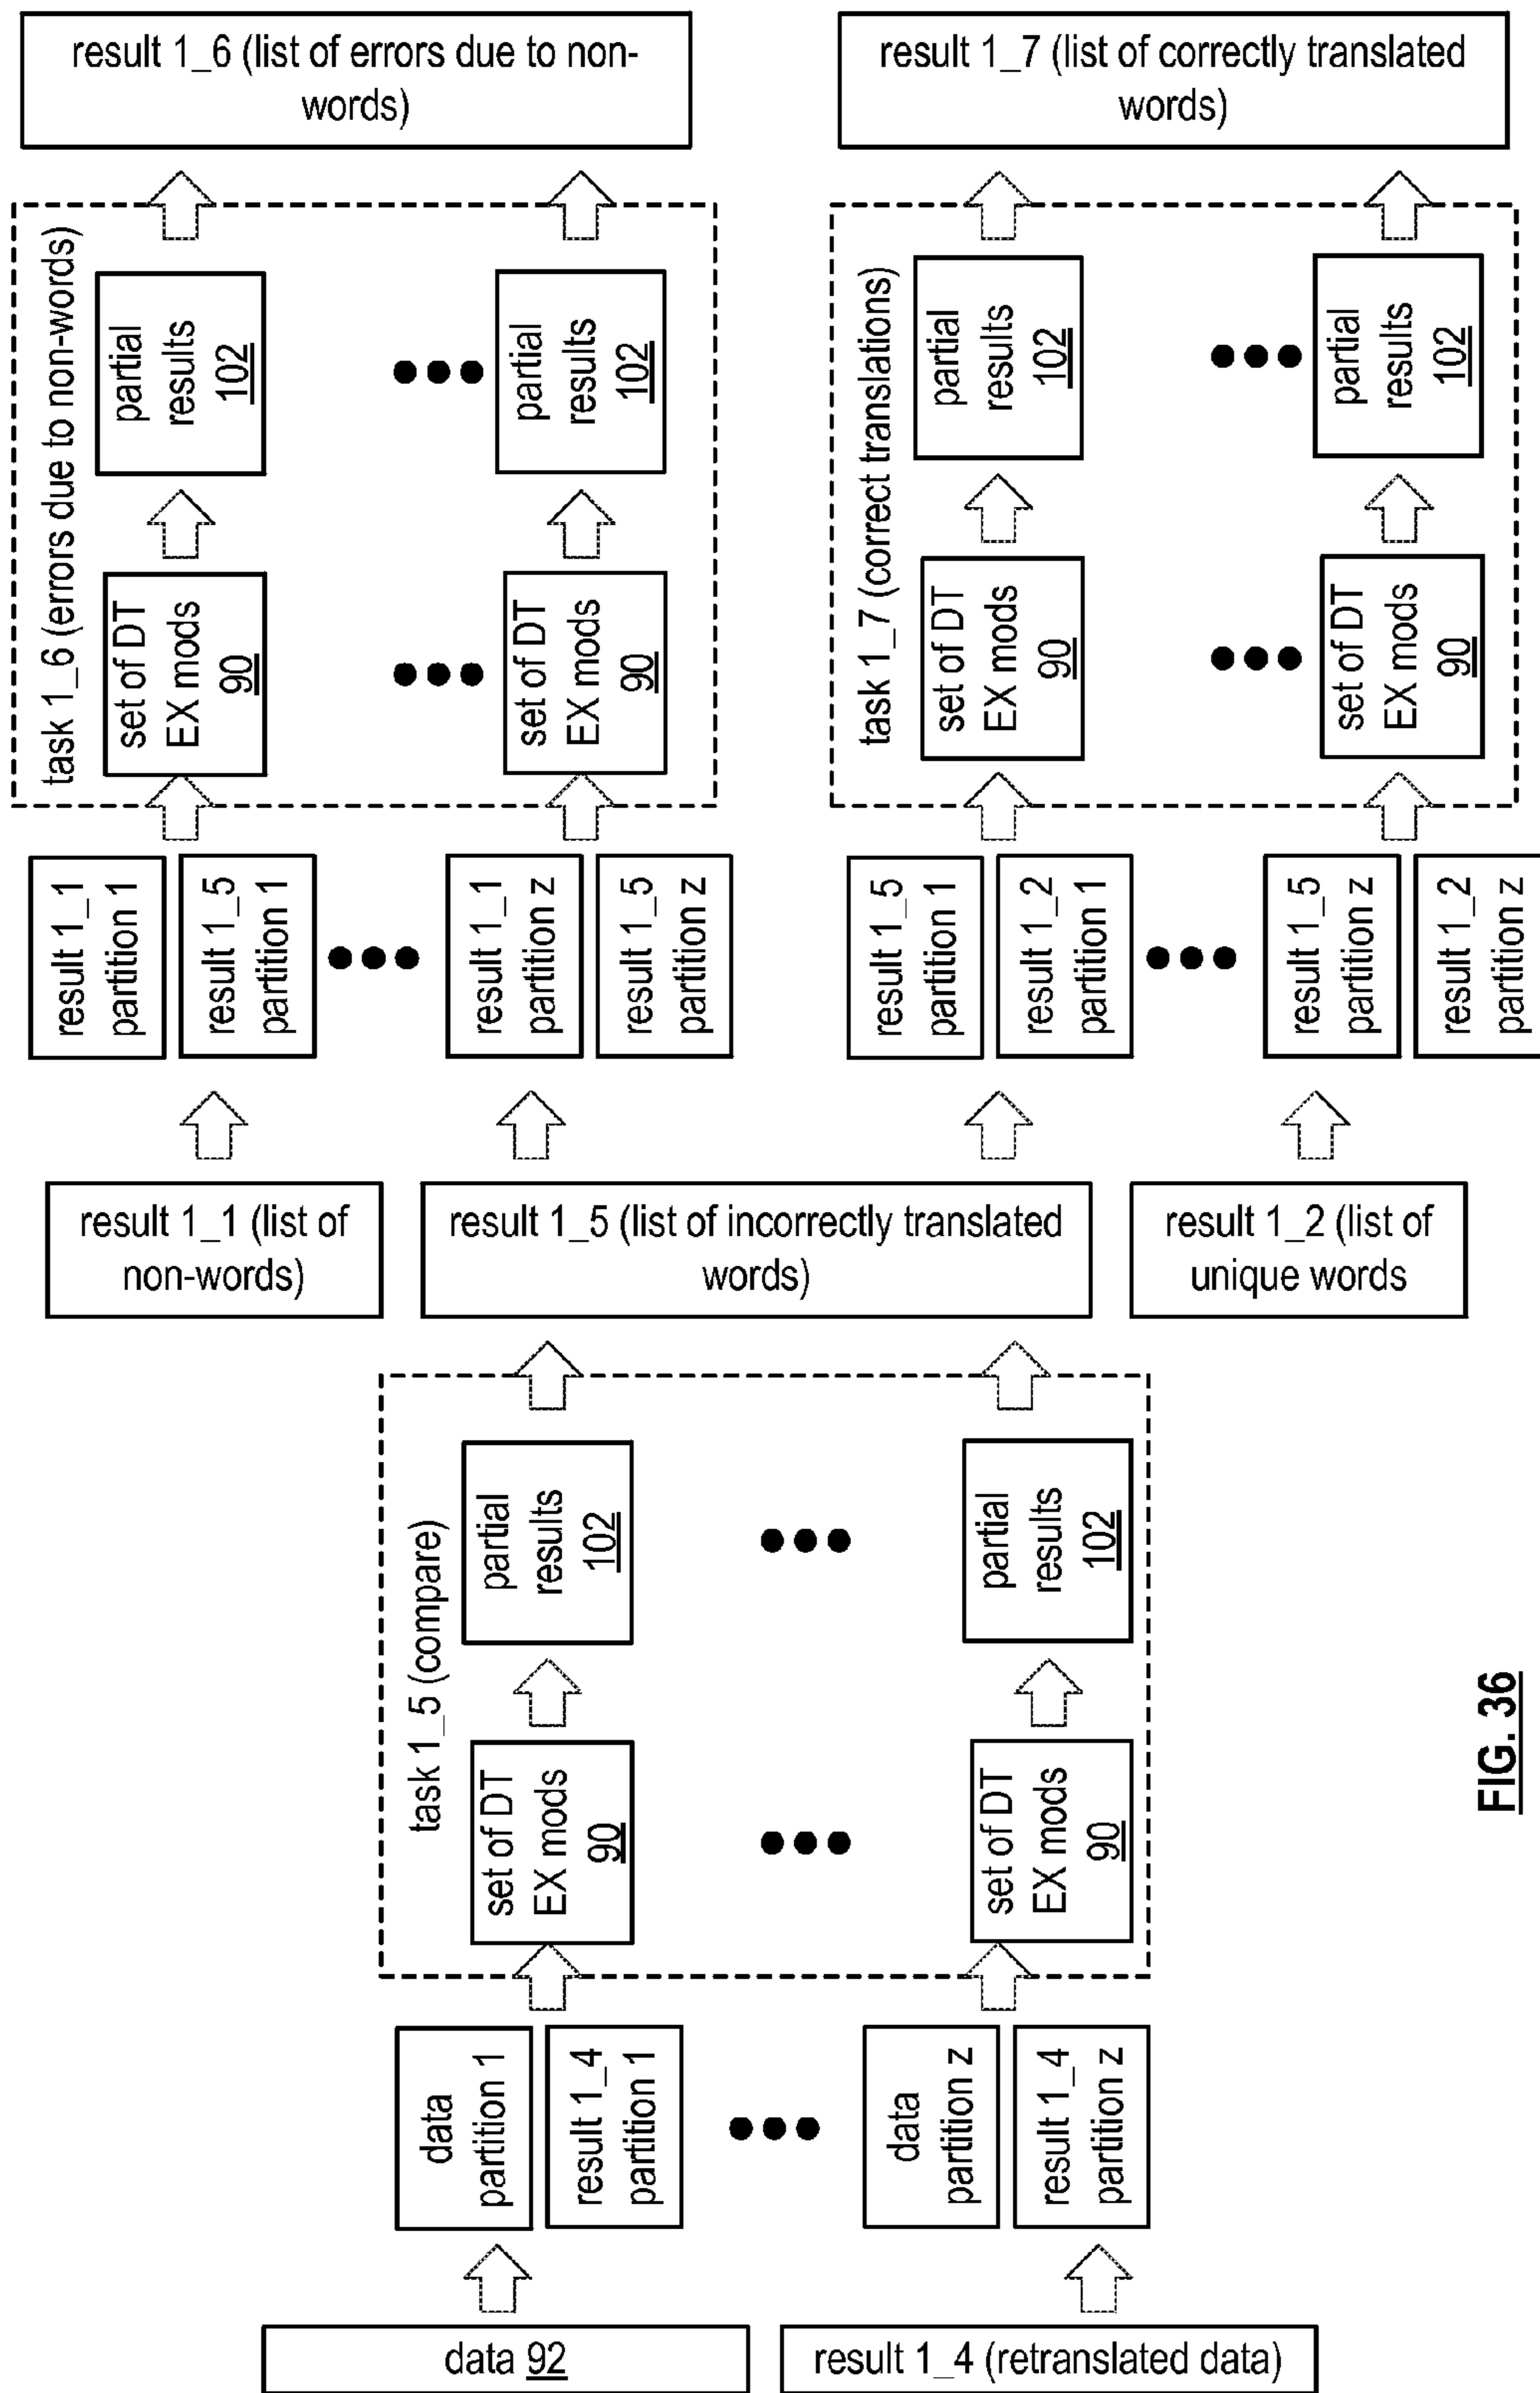 data 92
result 1_4 (retranslated data)
data
partition 1
result 1_4
partition 1
data
partition z
result 1_4
partition z
task 1_5 (compare)
set of DT
EX mods
90
partial
results
102
set of DT
EX mods
90
partial
results
102
result 1_1 (list of
non-words)
result 1_5 (list of incorrectly translated
words)
result 1_2 (list of
unique words
result 1_1
partition 1
result 1_5
partition 1
result 1_1
partition z
result 1_5
partition z
result 1_5
partition 1
result 1_2
partition 1
result 1_5
partition z
result 1_2
partition z
task 1_6 (errors due to non-words)
set of DT
EX mods
90
partial
results
102
set of DT
EX mods
90
partial
results
102
task 1_7 (correct translations)
set of DT
EX mods
90
partial
results
102
set of DT
EX mods
90
partial
results
102
result 1_6 (list of errors due to non-
words)
result 1_7 (list of correctly translated
words)
FIG. 36